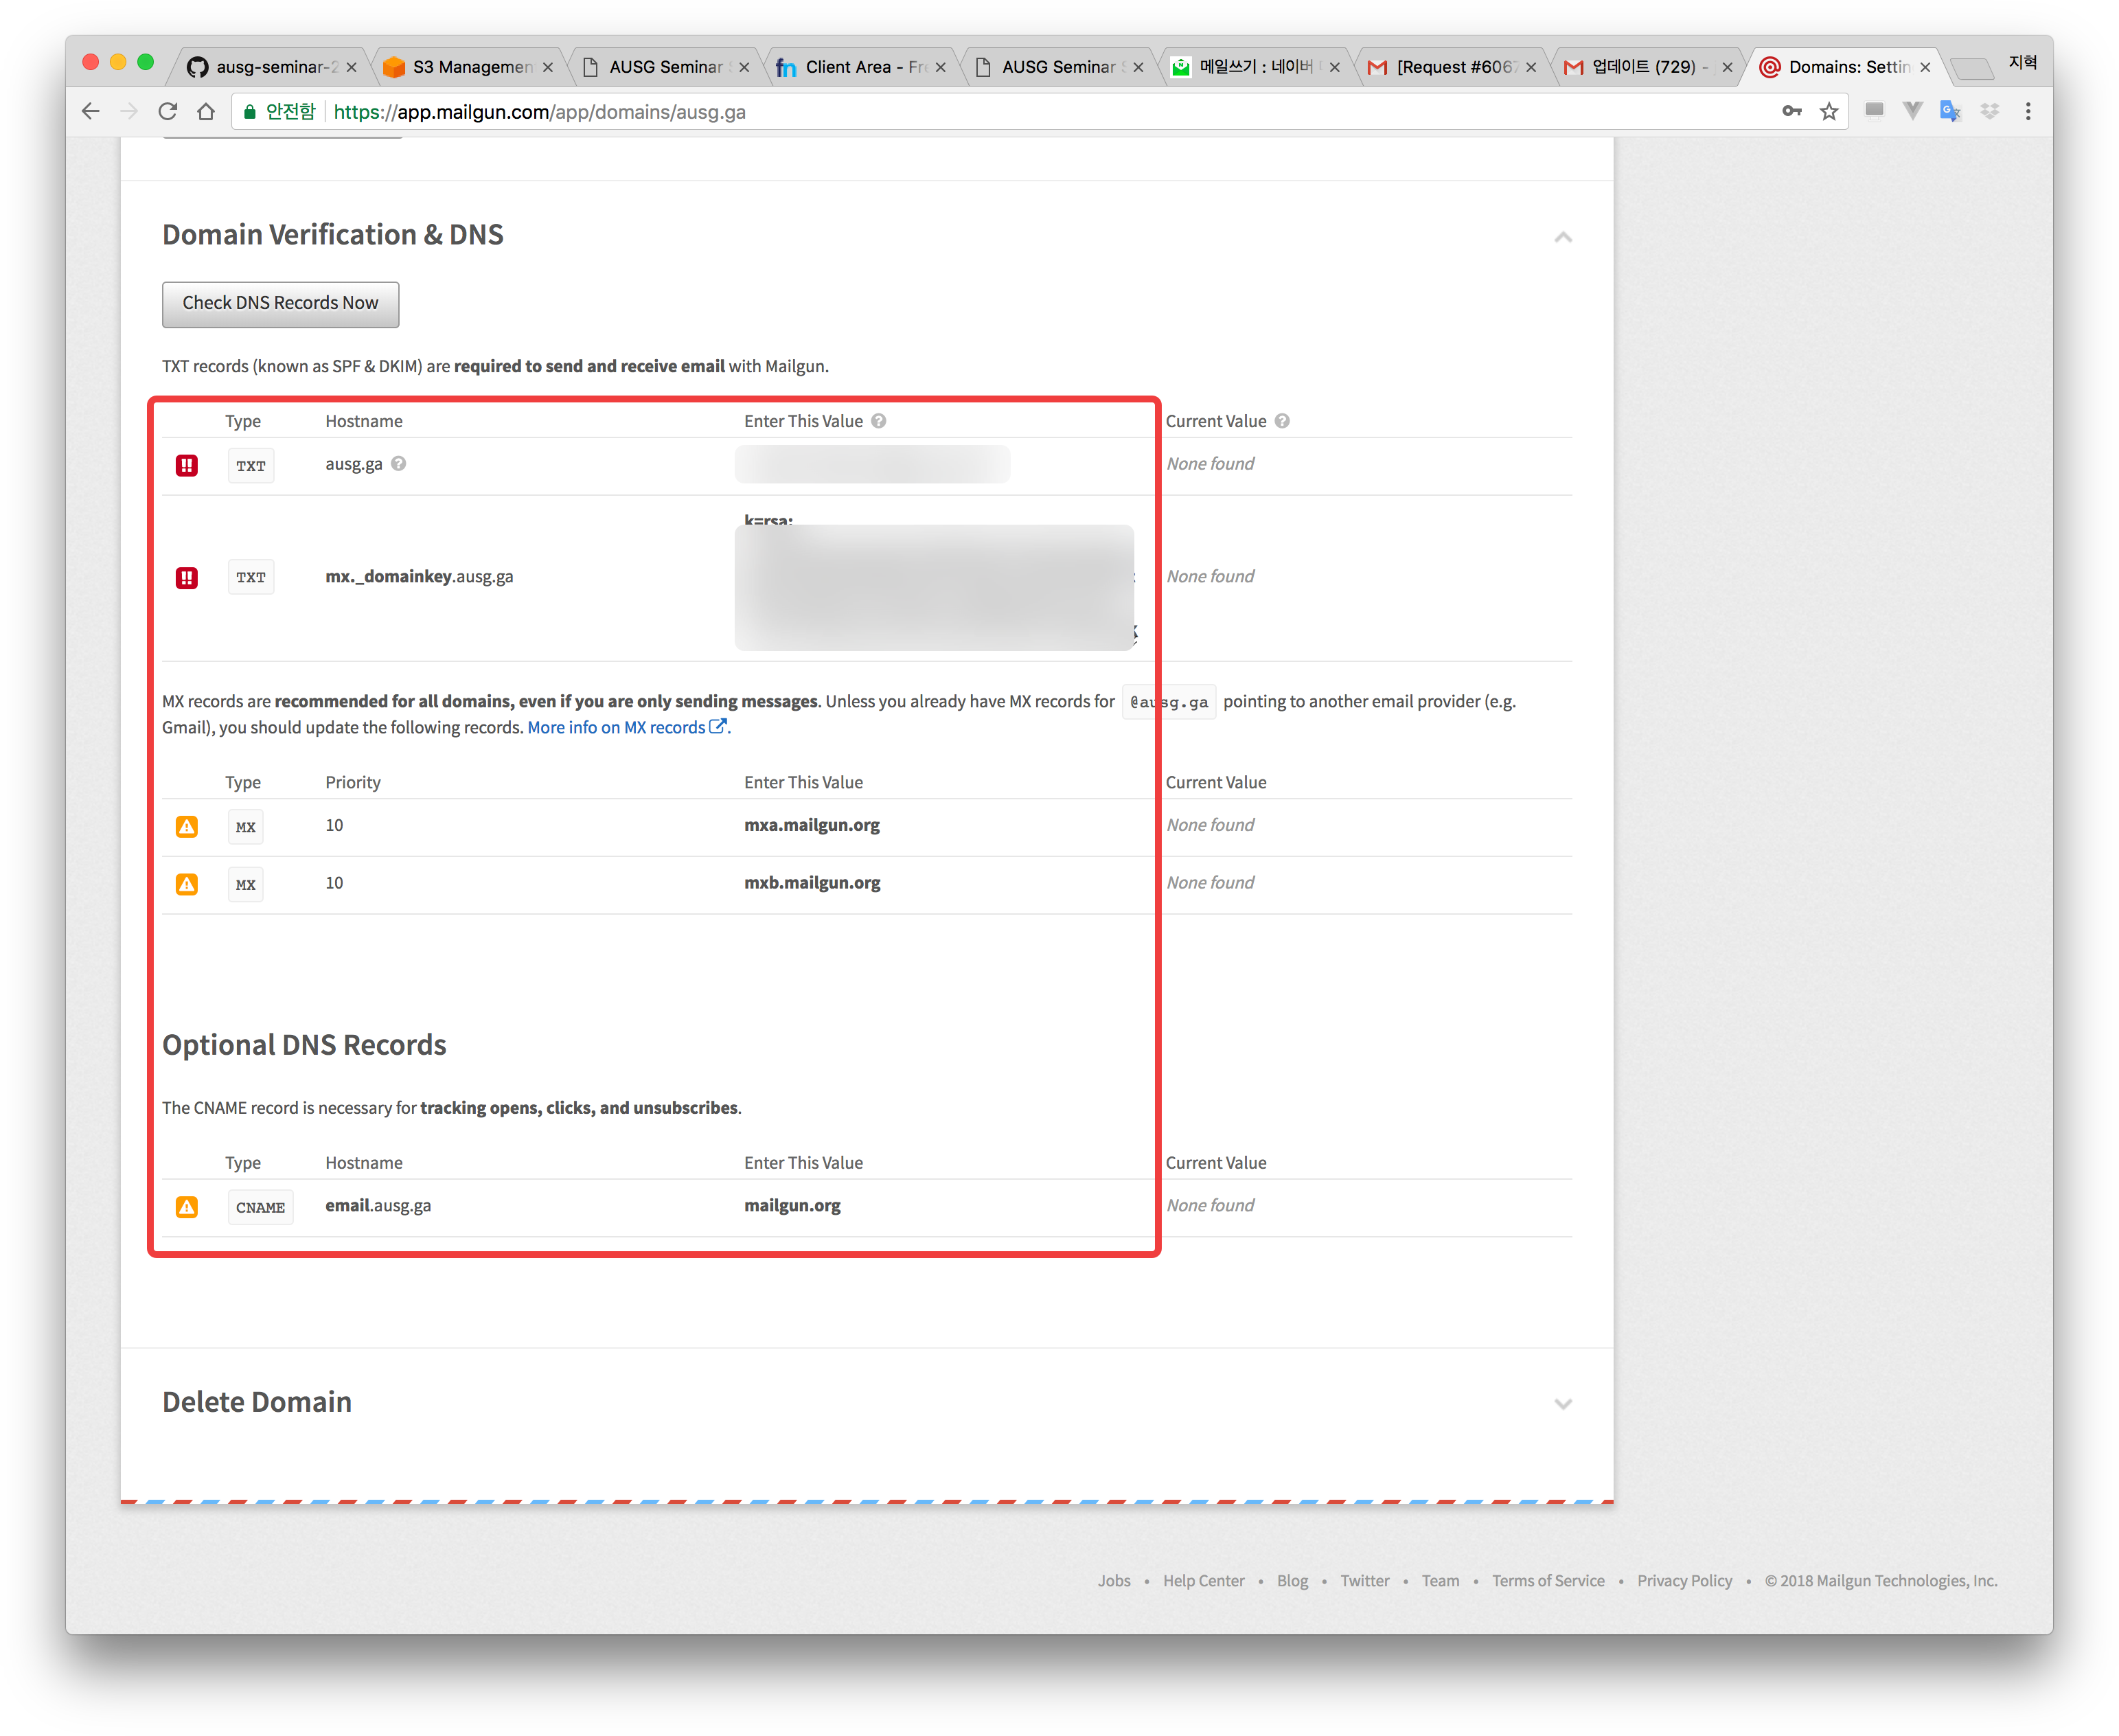 ausg-seminar-2
S3 Managemen
AUSG Seminar
Client Area - Fr
AUSG Seminar
메일쓰기 : 네이버
[Request #606
업데이트 (729) -
Domains: Settin
지혁
안전함 https://app.mailgun.com/app/domains/ausg.ga
Domain Verification & DNS
Check DNS Records Now
TXT records (known as SPF & DKIM) are required to send and receive email with Mailgun.
Type Hostname Enter This Value ? Current Value ?
TXT ausg.ga ? None found
k=rsa;
TXT mx._domainkey.ausg.ga None found
MX records are recommended for all domains, even if you are only sending messages. Unless you already have MX records for @ausg.ga pointing to another email provider (e.g.
Gmail), you should update the following records. More info on MX records.
Type Priority Enter This Value Current Value
MX 10 mxa.mailgun.org None found
MX 10 mxb.mailgun.org None found
Optional DNS Records
The CNAME record is necessary for tracking opens, clicks, and unsubscribes.
Type Hostname Enter This Value Current Value
CNAME email.ausg.ga mailgun.org None found
Delete Domain
Jobs • Help Center • Blog • Twitter • Team • Terms of Service • Privacy Policy • © 2018 Mailgun Technologies, Inc.